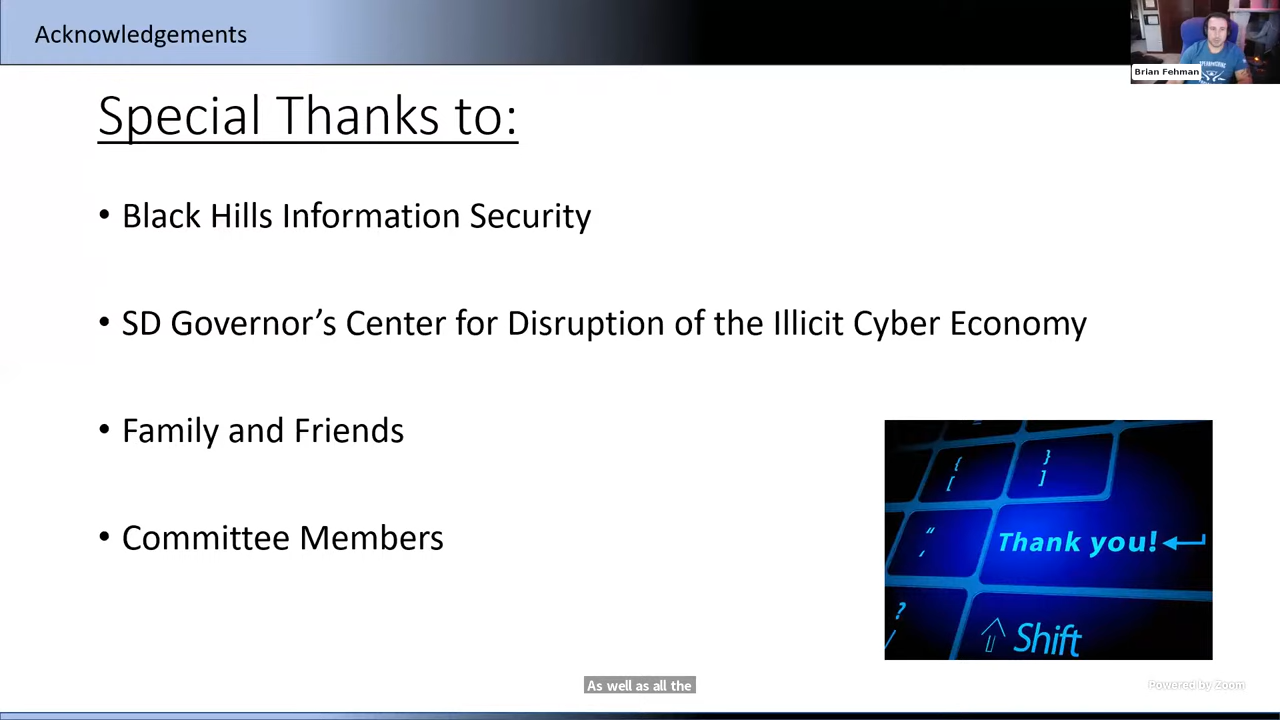 Acknowledgements
Brian Fehman
Special Thanks to:
• Black Hills Information Security
• SD Governor’s Center for Disruption of the Illicit Cyber Economy
• Family and Friends
• Committee Members
{
[
}
]
"
'
Thank you!
?
/
Shift
As well as all the
Powered by Zoom